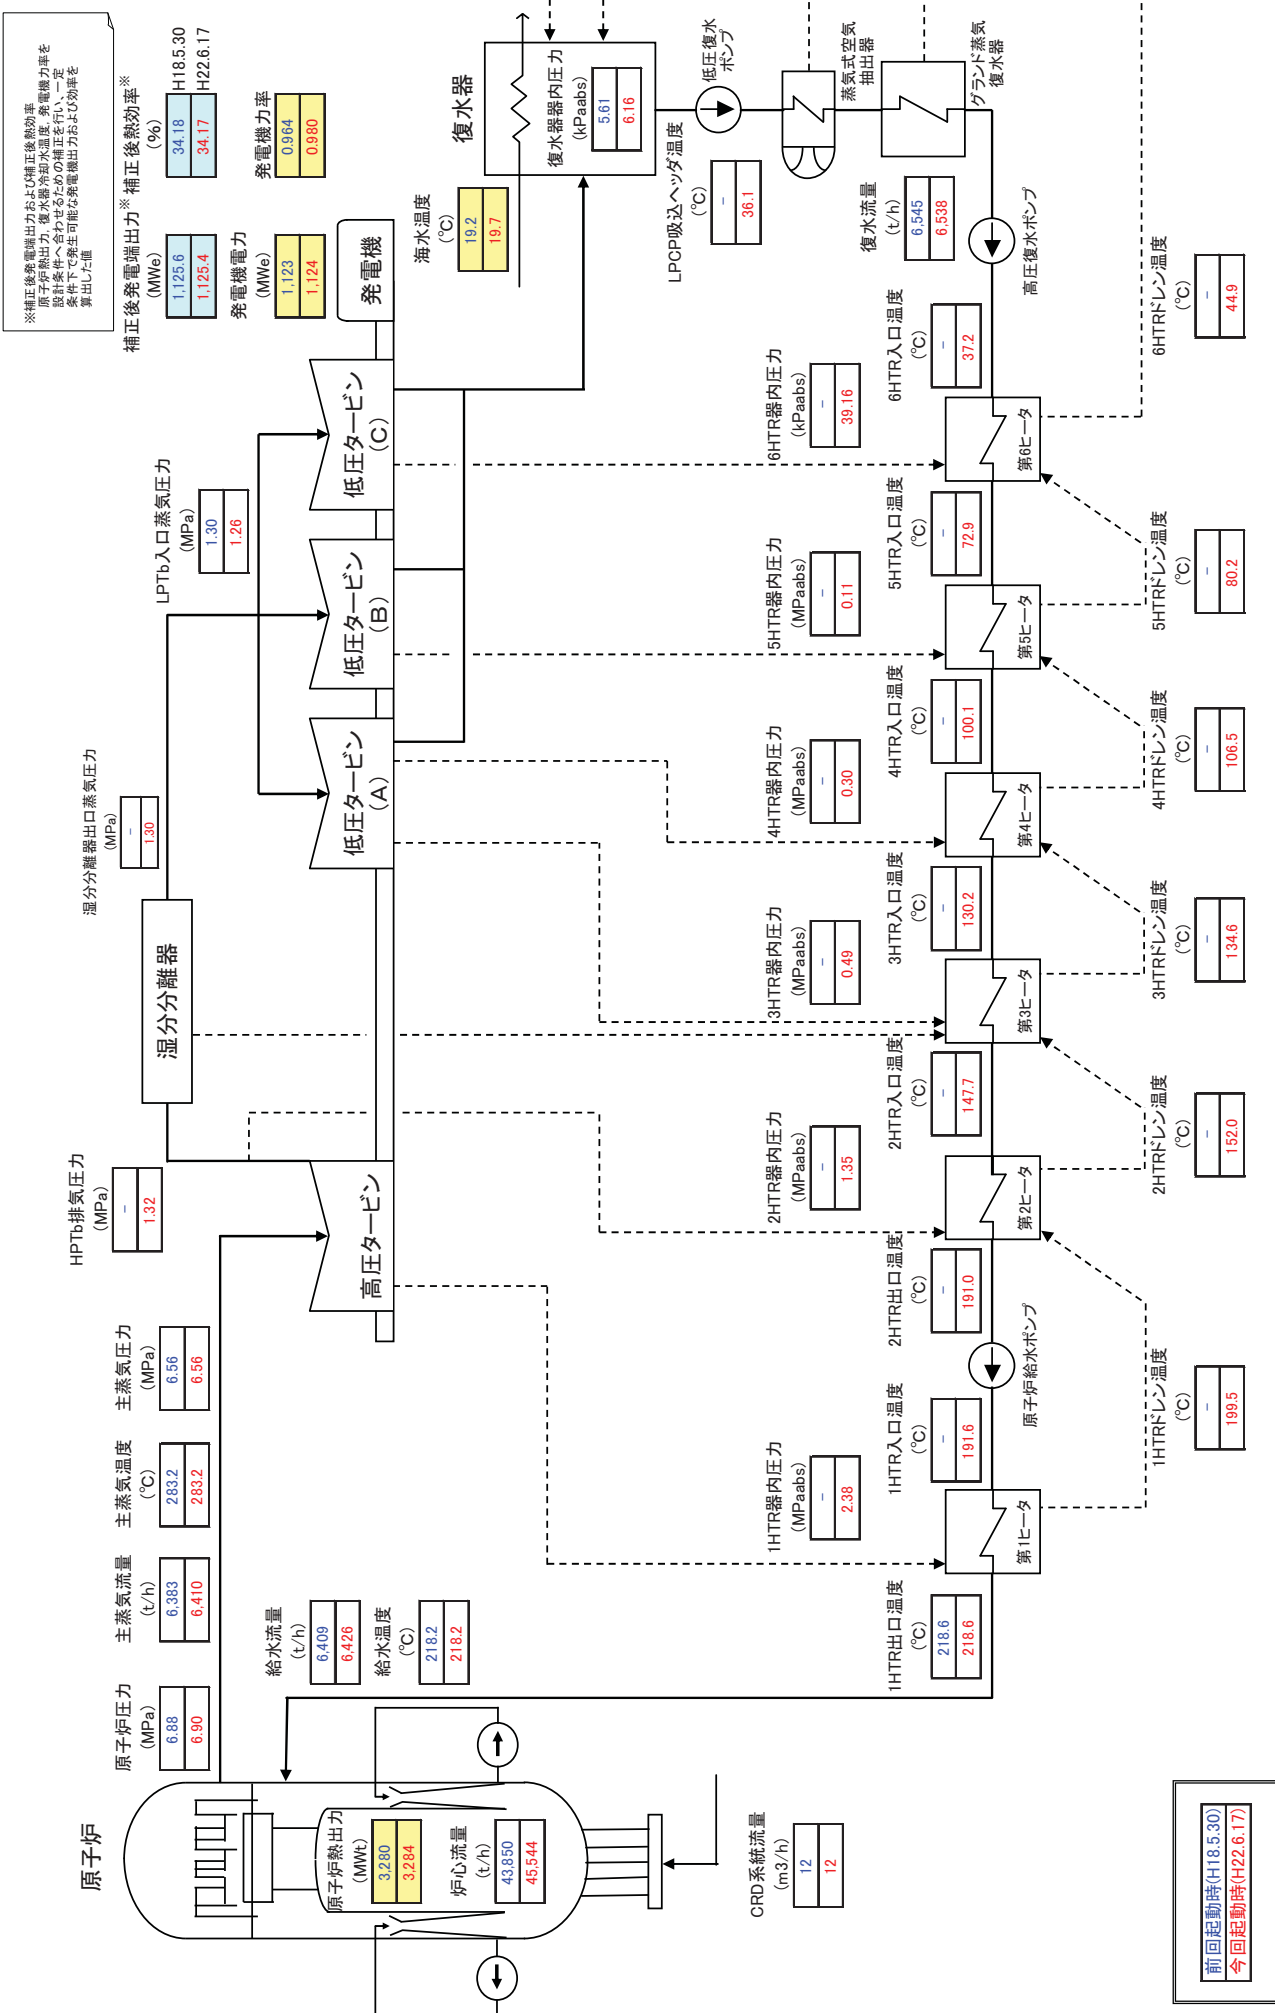 ※補正後発電端出力および補正後熱効率
原子炉熱出力、復水器冷却水温度、発電機力率を
設計条件へ合わせるための補正を行い、一定
条件下で発生可能な発電機出力および効率を
算出した値
補正後発電端出力※
(MWe)
1,125.6
1,125.4
補正後熱効率※
(%)
34.18
34.17
H18.5.30
H22.6.17
発電機電力
(MWe)
1,123
1,124
発電機力率
0.964
0.980
原子炉
原子炉圧力
(MPa)
6.88
6.90
主蒸気流量
(t/h)
6,383
6,410
主蒸気温度
(℃)
283.2
283.2
主蒸気圧力
(MPa)
6.56
6.56
HPTb排気圧力
(MPa)
-
1.32
湿分分離器
湿分分離器出口蒸気圧力
(MPa)
-
1.30
LPTb入口蒸気圧力
(MPa)
1.30
1.26
高圧タービン
低圧タービン
(A)
低圧タービン
(B)
低圧タービン
(C)
発電機
海水温度
(℃)
19.2
19.7
復水器
復水器器内圧力
(kPaabs)
5.61
6.16
給水流量
(t/h)
6,409
6,426
給水温度
(℃)
218.2
218.2
原子炉熱出力
(MWt)
3,280
3,284
炉心流量
(t/h)
43,850
45,544
CRD系統流量
(m3/h)
12
12
LPCP吸込ヘッダ温度
(℃)
-
36.1
低圧復水
ポンプ
蒸気式空気
抽出器
グランド蒸気
復水器
復水流量
(t/h)
6,545
6,538
高圧復水ポンプ
1HTR器内圧力
(MPaabs)
-
2.38
2HTR器内圧力
(MPaabs)
-
1.35
3HTR器内圧力
(MPaabs)
-
0.49
4HTR器内圧力
(MPaabs)
-
0.30
5HTR器内圧力
(MPaabs)
-
0.11
6HTR器内圧力
(kPaabs)
-
39.16
1HTR出口温度
(℃)
218.6
218.6
1HTR入口温度
(℃)
-
191.6
2HTR出口温度
(℃)
-
191.0
2HTR入口温度
(℃)
-
147.7
3HTR入口温度
(℃)
-
130.2
4HTR入口温度
(℃)
-
100.1
5HTR入口温度
(℃)
-
72.9
6HTR入口温度
(℃)
-
37.2
第1ヒータ
原子炉給水ポンプ
第2ヒータ
第3ヒータ
第4ヒータ
第5ヒータ
第6ヒータ
1HTRドレン温度
(℃)
-
199.5
2HTRドレン温度
(℃)
-
152.0
3HTRドレン温度
(℃)
-
134.6
4HTRドレン温度
(℃)
-
106.5
5HTRドレン温度
(℃)
-
80.2
6HTRドレン温度
(℃)
-
44.9
前回起動時(H18.5.30)
今回起動時(H22.6.17)